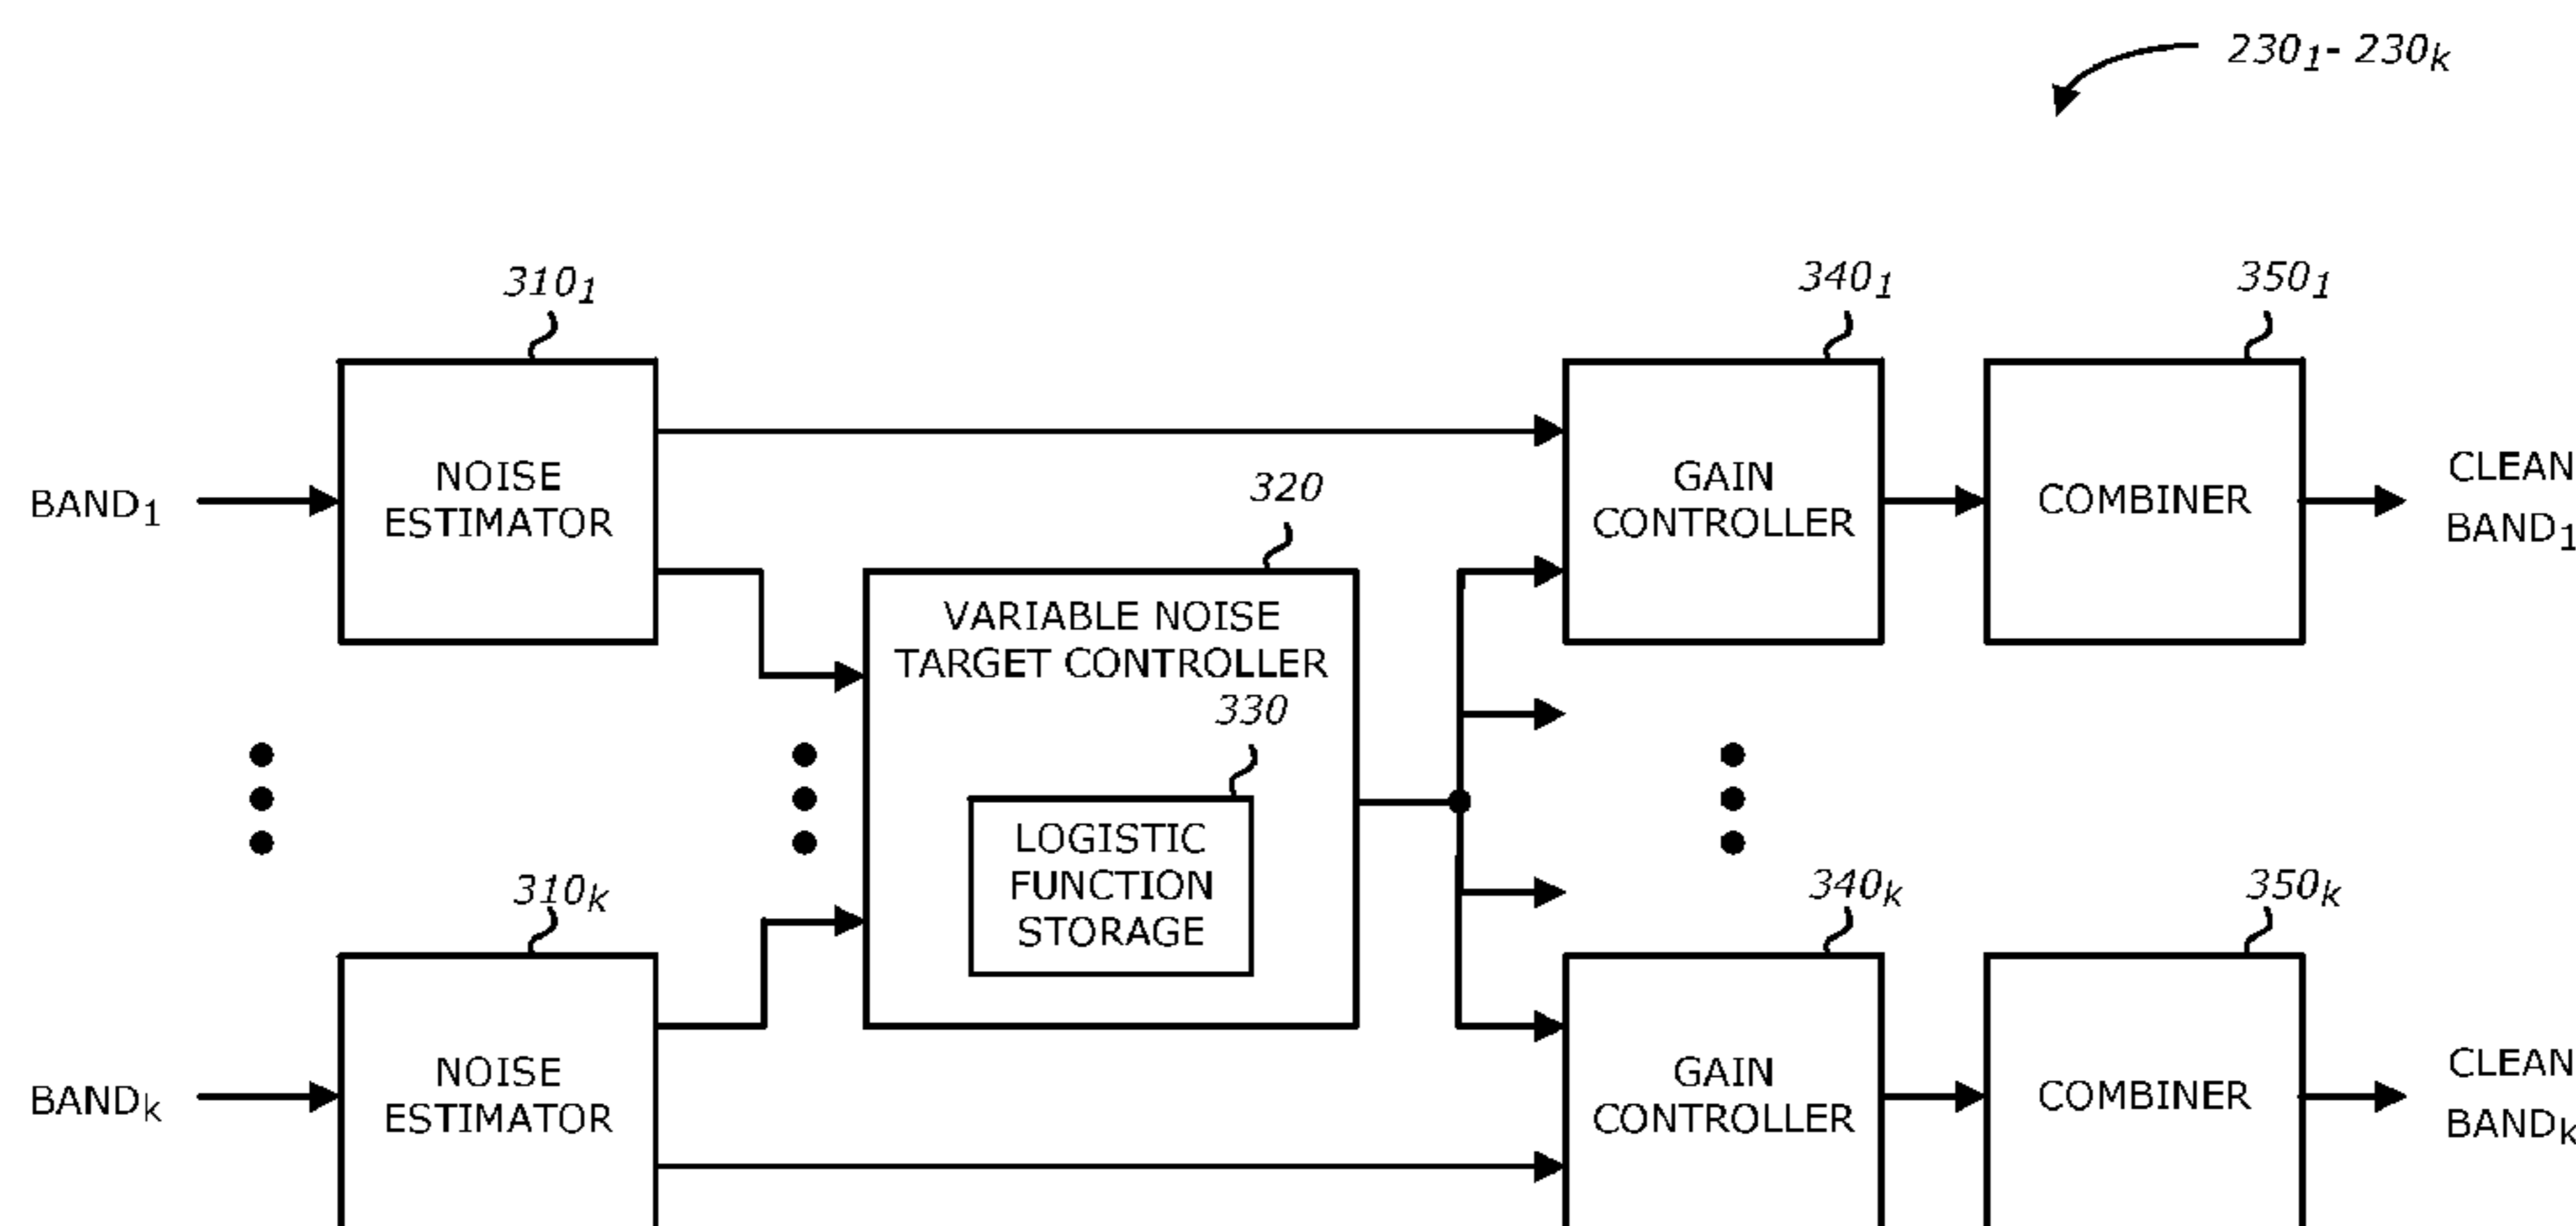 230₁- 230ₖ
310₁
340₁
350₁
BAND₁
NOISE
ESTIMATOR
320
GAIN
CONTROLLER
COMBINER
CLEAN
BAND₁
VARIABLE NOISE
TARGET CONTROLLER
330
LOGISTIC
FUNCTION
STORAGE
310ₖ
340ₖ
350ₖ
BANDₖ
NOISE
ESTIMATOR
GAIN
CONTROLLER
COMBINER
CLEAN
BANDₖ